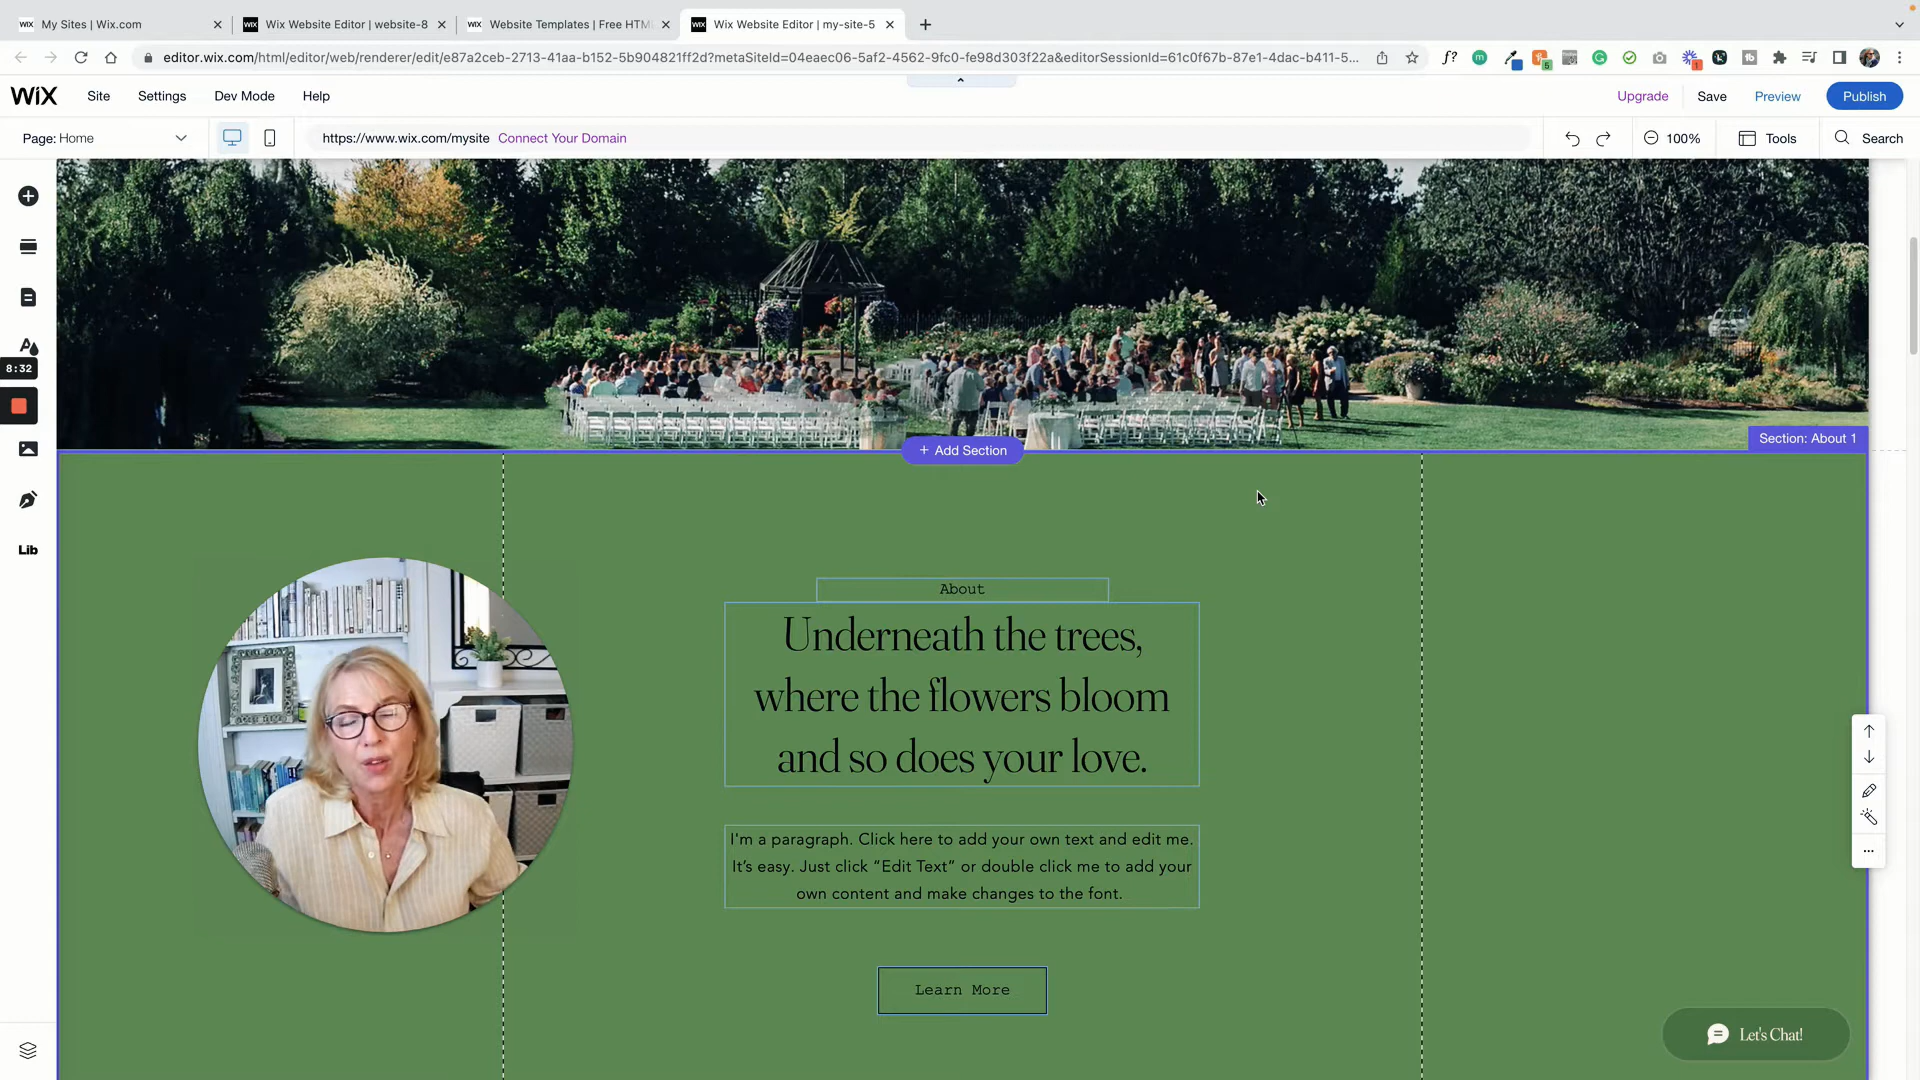 My Sites | Wix.com
Wix Website Editor | website-8
Website Templates | Free HTM
Wix Website Editor | my-site-5
editor.wix.com/html/editor/web/renderer/edit/e87a2ceb-2713-41aa-b152-5b904821ff2d?metaSiteId=04eaec06-5af2-4562-9fc0-fe98d303f22a&editorSessionId=61c0f67b-87e1-4dac-b411-5...
WIX
Site
Settings
Dev Mode
Help
Upgrade
Save
Preview
Publish
Page: Home
https://www.wix.com/mysite Connect Your Domain
100%
Tools
Search
8:32
Lib
+ Add Section
Section: About 1
About
Underneath the trees,
where the flowers bloom
and so does your love.
I'm a paragraph. Click here to add your own text and edit me.
It's easy. Just click “Edit Text” or double click me to add your
own content and make changes to the font.
Learn More
Let's Chat!